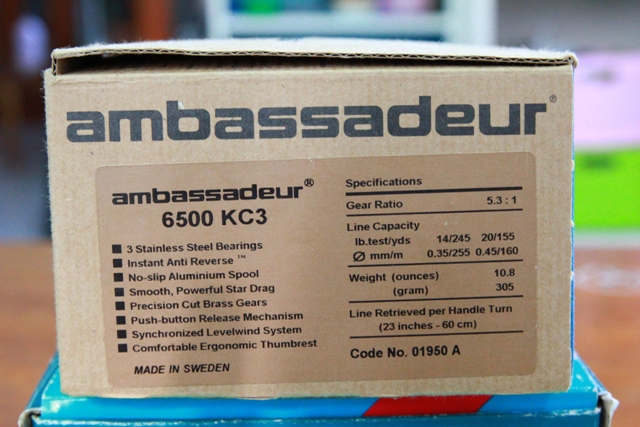 ambassadeur®
ambassadeur®
6500 KC3
3 Stainless Steel Bearings
Instant Anti Reverse ™
No-slip Aluminium Spool
Smooth, Powerful Star Drag
Precision Cut Brass Gears
Push-button Release Mechanism
Synchronized Levelwind System
Comfortable Ergonomic Thumbrest
MADE IN SWEDEN
Specifications
Gear Ratio 5.3 : 1
Line Capacity
lb.test/yds 14/245 20/155
Ø mm/m 0.35/255 0.45/160
Weight (ounces) 10.8
(gram) 305
Line Retrieved per Handle Turn
(23 inches - 60 cm)
Code No. 01950 A